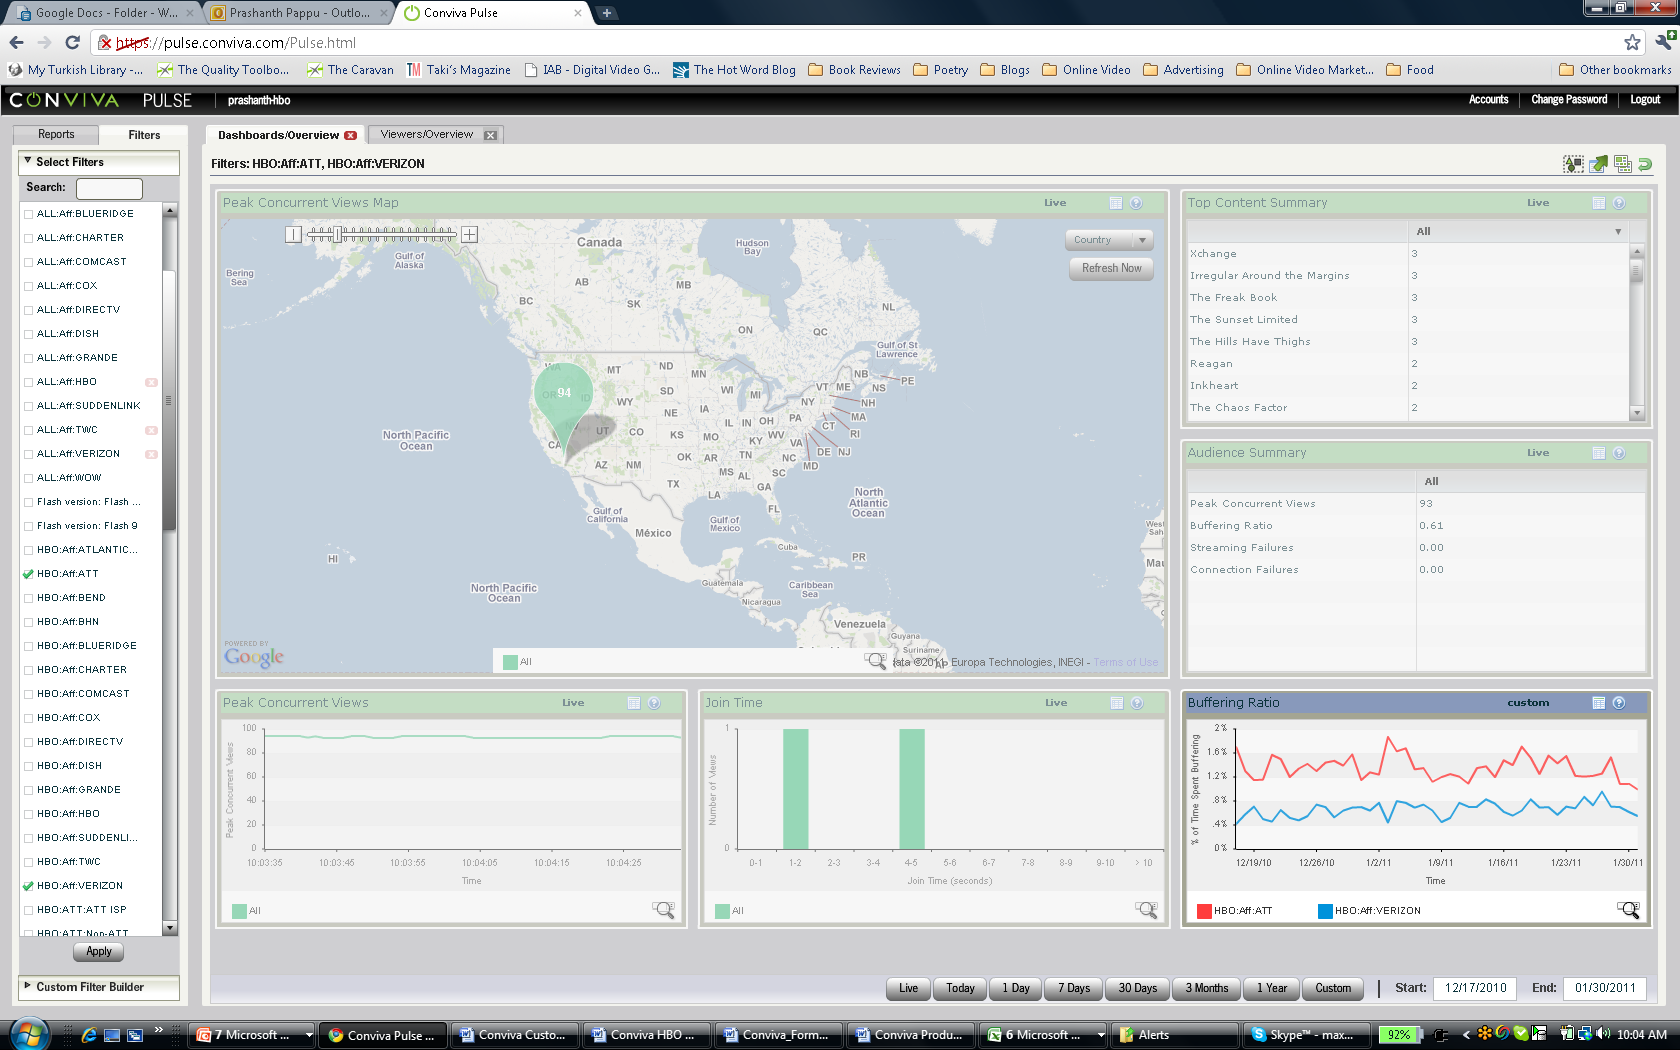 Google Docs - Folder - W...
Prashanth Pappu - Outlo...
Conviva Pulse
https://pulse.conviva.com/Pulse.html
My Turkish Library -...
The Quality Toolbo...
The Caravan
TM Taki's Magazine
IAB - Digital Video G...
The Hot Word Blog
Book Reviews
Poetry
Blogs
Online Video
Advertising
Online Video Market...
Food
Other bookmarks
CONVIVA PULSE
prashanth-hbo
Accounts
Change Password
Logout
Reports
Filters
Dashboards/Overview
Viewers/Overview
Select Filters
Search:
ALL:Aff:BLUERIDGE
ALL:Aff:CHARTER
ALL:Aff:COMCAST
ALL:Aff:COX
ALL:Aff:DIRECTV
ALL:Aff:DISH
ALL:Aff:GRANDE
ALL:Aff:HBO
ALL:Aff:SUDDENLINK
ALL:Aff:TWC
ALL:Aff:VERIZON
ALL:Aff:WOW
Flash version: Flash ...
Flash version: Flash 9
HBO:Aff:ATLANTIC...
HBO:Aff:ATT
HBO:Aff:BEND
HBO:Aff:BHN
HBO:Aff:BLUERIDGE
HBO:Aff:CHARTER
HBO:Aff:COMCAST
HBO:Aff:COX
HBO:Aff:DIRECTV
HBO:Aff:DISH
HBO:Aff:GRANDE
HBO:Aff:HBO
HBO:Aff:SUDDENLI...
HBO:Aff:TWC
HBO:Aff:VERIZON
HBO:ATT:ATT ISP
HBO:ATT:Non-ATT
Apply
Custom Filter Builder
Filters: HBO:Aff:ATT, HBO:Aff:VERIZON
Peak Concurrent Views Map
Live
Country
Refresh Now
Canada
Hudson Bay
Gulf of Alaska
Bering Sea
AB
MB
BC
SK
ON
QC
NL
Gulf of St Lawrence
NB
PE
NS
WA
MT
ND
MN
94
OR
ID
SD
WI
MI
VT
ME
NH
WY
NY
MA
NE
IA
CT
RI
NV
UT
CO
IL
IN
OH
PA
CA
KS
MO
KY
WV
VA
DE
NJ
MD
AZ
NM
OK
AR
TN
NC
MS
AL
SC
TX
LA
GA
FL
North Pacific Ocean
North Atlantic Ocean
Gulf of California
Gulf of Mexico
México
HI
Cuba
PR
Guatemala
Caribbean Sea
Nicaragua
North Pacific Ocean
Venezuela
Guyana
Suriname
POWERED BY
Google
All
Europa Technologies, INEGI - Terms of Use
Top Content Summary
Live
All
Xchange 3
Irregular Around the Margins 3
The Freak Book 3
The Sunset Limited 3
The Hills Have Thighs 3
Reagan 2
Inkheart 2
The Chaos Factor 2
Audience Summary
Live
All
Peak Concurrent Views 93
Buffering Ratio 0.61
Streaming Failures 0.00
Connection Failures 0.00
Peak Concurrent Views
Live
Peak Concurrent Views
100
80
60
40
20
0
10:03:35 10:03:45 10:03:55 10:04:05 10:04:15 10:04:25
Time
All
Join Time
Live
Number of Views
1
0
0-1 1-2 2-3 3-4 4-5 5-6 6-7 7-8 8-9 9-10 > 10
Join Time (seconds)
All
Buffering Ratio
custom
% of Time Spent Buffering
2%
1.6%
1.2%
.8%
.4%
0%
12/19/10 12/26/10 1/2/11 1/9/11 1/16/11 1/23/11 1/30/11
Time
HBO:Aff:ATT
HBO:Aff:VERIZON
Live
Today
1 Day
7 Days
30 Days
3 Months
1 Year
Custom
Start: 12/17/2010
End: 01/30/2011
7 Microsoft ...
Conviva Pulse ...
Conviva Custo...
Conviva HBO ...
Conviva_Form...
Conviva Produ...
6 Microsoft ...
Alerts
Skype™ - max...
92%
10:04 AM